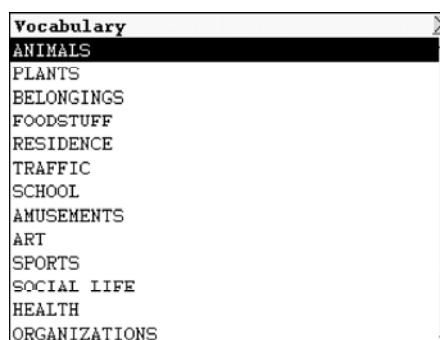 Vocabulary
ANIMALS
PLANTS
BELONGINGS
FOODSTUFF
RESIDENCE
TRAFFIC
SCHOOL
AMUSEMENTS
ART
SPORTS
SOCIAL LIFE
HEALTH
ORGANIZATIONS